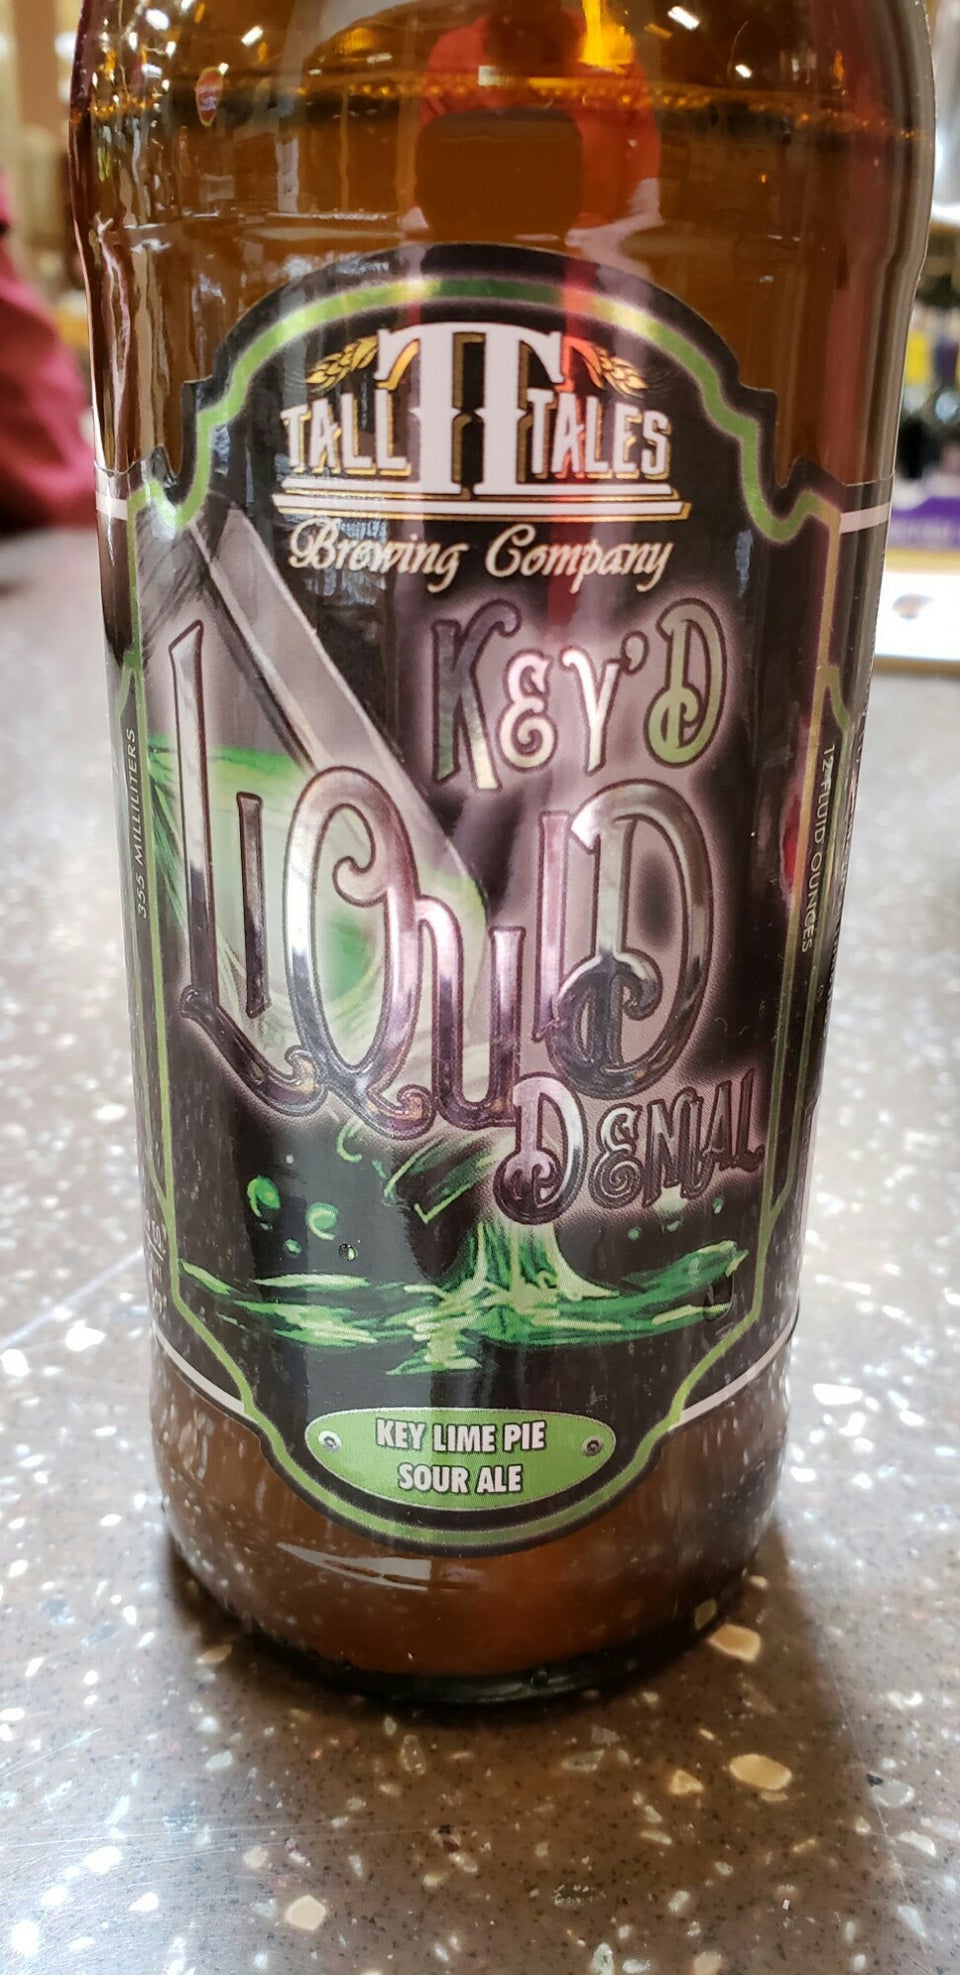 TALL TT TALES
Brewing Company
KEY'D
LIQUID
DENIAL
355 MILLILITERS
12 FLUID OUNCES
KEY LIME PIE
SOUR ALE